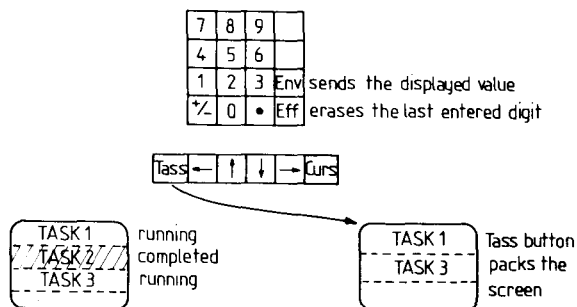 7 8 9
4 5 6
1 2 3 Env sends the displayed value
+/- 0 • Eff erases the last entered digit
Tass ← ↑ ↓ → Curs
TASK 1 running
TASK 2 completed
TASK 3 running
TASK 1 Tass button
TASK 3 packs the
screen